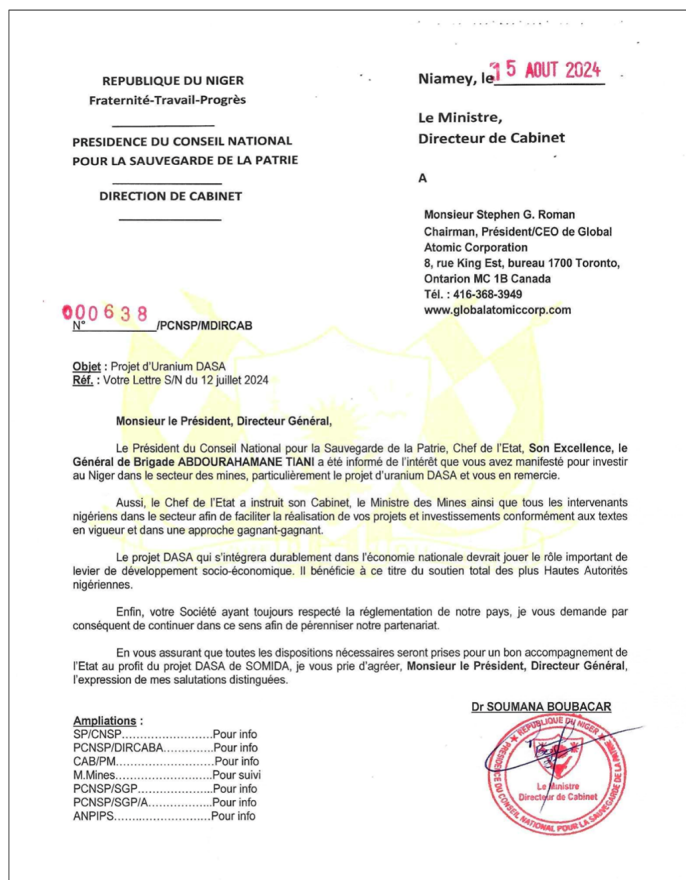 REPUBLIQUE DU NIGER
Fraternité-Travail-Progrès
PRESIDENCE DU CONSEIL NATIONAL
POUR LA SAUVEGARDE DE LA PATRIE
DIRECTION DE CABINET
Niamey, le 15 AOUT 2024
Le Ministre,
Directeur de Cabinet
A
Monsieur Stephen G. Roman
Chairman, Président/CEO de Global
Atomic Corporation
8, rue King Est, bureau 1700 Toronto,
Ontarion MC 1B Canada
Tél. : 416-368-3949
www.globalatomiccorp.com
000638
N° /PCNSP/MDIRCAB
Objet : Projet d'Uranium DASA
Réf. : Votre Lettre S/N du 12 juillet 2024
Monsieur le Président, Directeur Général,
Le Président du Conseil National pour la Sauvegarde de la Patrie, Chef de l'Etat, Son Excellence, le
Général de Brigade ABDOURAHAMANE TIANI a été informé de l'intérêt que vous avez manifesté pour investir
au Niger dans le secteur des mines, particulièrement le projet d'uranium DASA et vous en remercie.
Aussi, le Chef de l'Etat a instruit son Cabinet, le Ministre des Mines ainsi que tous les intervenants
nigériens dans le secteur afin de faciliter la réalisation de vos projets et investissements conformément aux textes
en vigueur et dans une approche gagnant-gagnant.
Le projet DASA qui s'intégrera durablement dans l'économie nationale devrait jouer le rôle important de
levier de développement socio-économique. Il bénéficie à ce titre du soutien total des plus Hautes Autorités
nigériennes.
Enfin, votre Société ayant toujours respecté la réglementation de notre pays, je vous demande par
conséquent de continuer dans ce sens afin de pérenniser notre partenariat.
En vous assurant que toutes les dispositions nécessaires seront prises pour un bon accompagnement de
l'Etat au profit du projet DASA de SOMIDA, je vous prie d'agréer, Monsieur le Président, Directeur Général,
l'expression de mes salutations distinguées.
Dr SOUMANA BOUBACAR
Ampliations :
SP/CNSP.........................Pour info
PCNSP/DIRCABA..............Pour info
CAB/PM...........................Pour info
M.Mines...........................Pour suivi
PCNSP/SGP.....................Pour info
PCNSP/SGP/A..................Pour info
ANPIPS...........................Pour info
REPUBLIQUE DU NIGER
PRESIDENCE DU CONSEIL NATIONAL POUR LA SAUVEGARDE DE LA PATRIE
Le Ministre
Directeur de Cabinet